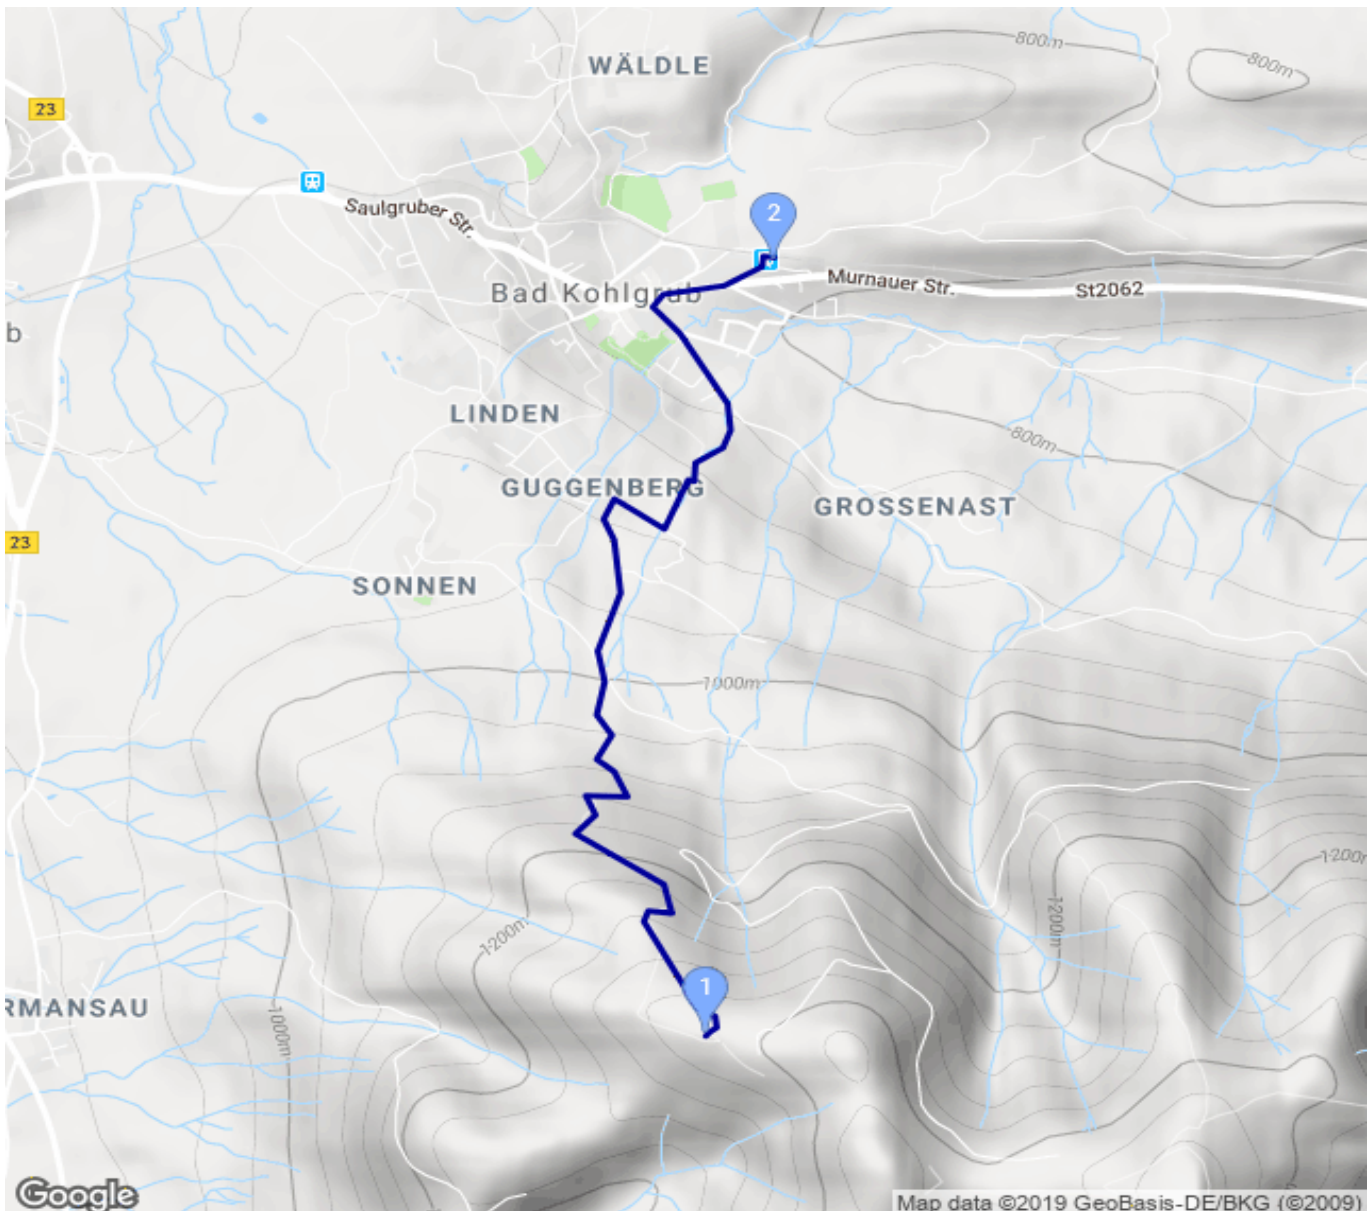 WÄLDLE
800m
800m
23
Saulgruber Str.
2
Bad Kohlgrub
Murnauer Str.
St2062
b
LINDEN
800m
GUGGENBERG
GROSSENAST
23
SONNEN
1000m
1200m
1200m
1200m
1
RMANSAU
1000m
Google
Map data ©2019 GeoBasis-DE/BKG (©2009)